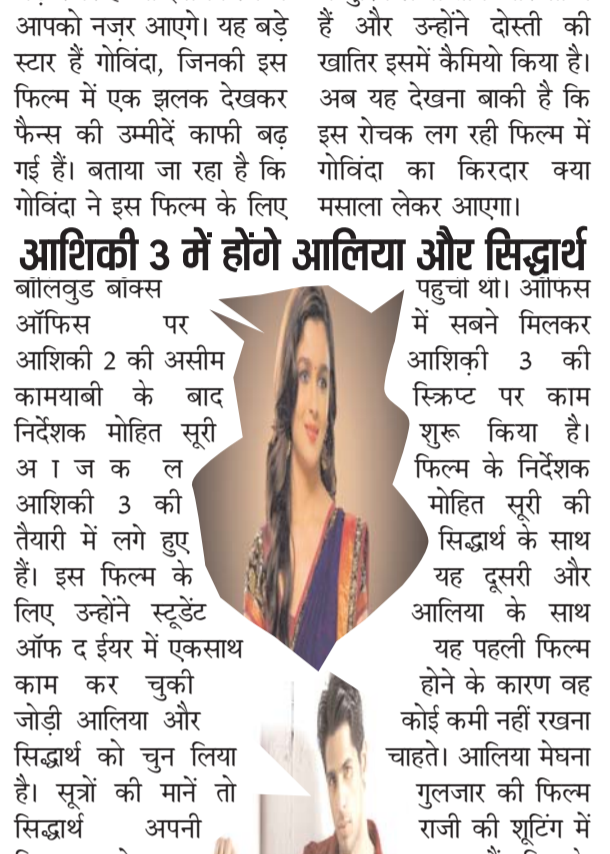 आपको नज़र आएगे। यह बड़े
स्टार हैं गोविंदा, जिनकी इस
फिल्म में एक झलक देखकर
फैन्स की उम्मीदें काफी बढ़
गई हैं। बताया जा रहा है कि
गोविंदा ने इस फिल्म के लिए
हैं और उन्होंने दोस्ती की
खातिर इसमें कैमियो किया है।
अब यह देखना बाकी है कि
इस रोचक लग रही फिल्म में
गोविंदा का किरदार क्या
मसाला लेकर आएगा।
आशिकी 3 में होंगे आलिया और सिद्धार्थ
बॉलिवुड बॉक्स
ऑफिस पर
आशिकी 2 की असीम
कामयाबी के बाद
निर्देशक मोहित सूरी
अ ा ज क ल
आशिकी 3 की
तैयारी में लगे हुए
हैं। इस फिल्म के
लिए उन्होंने स्टूडेंट
ऑफ द ईयर में एकसाथ
काम कर चुकी
जोड़ी आलिया और
सिद्धार्थ को चुन लिया
है। सूत्रों की मानें तो
सिद्धार्थ अपनी
पहुंची थी। ऑफिस
में सबने मिलकर
आशिक़ी 3 की
स्क्रिप्ट पर काम
शुरू किया है।
फिल्म के निर्देशक
मोहित सूरी की
सिद्धार्थ के साथ
यह दूसरी और
आलिया के साथ
यह पहली फिल्म
होने के कारण वह
कोई कमी नहीं रखना
चाहते। आलिया मेघना
गुलजार की फिल्म
राजी की शूटिंग में